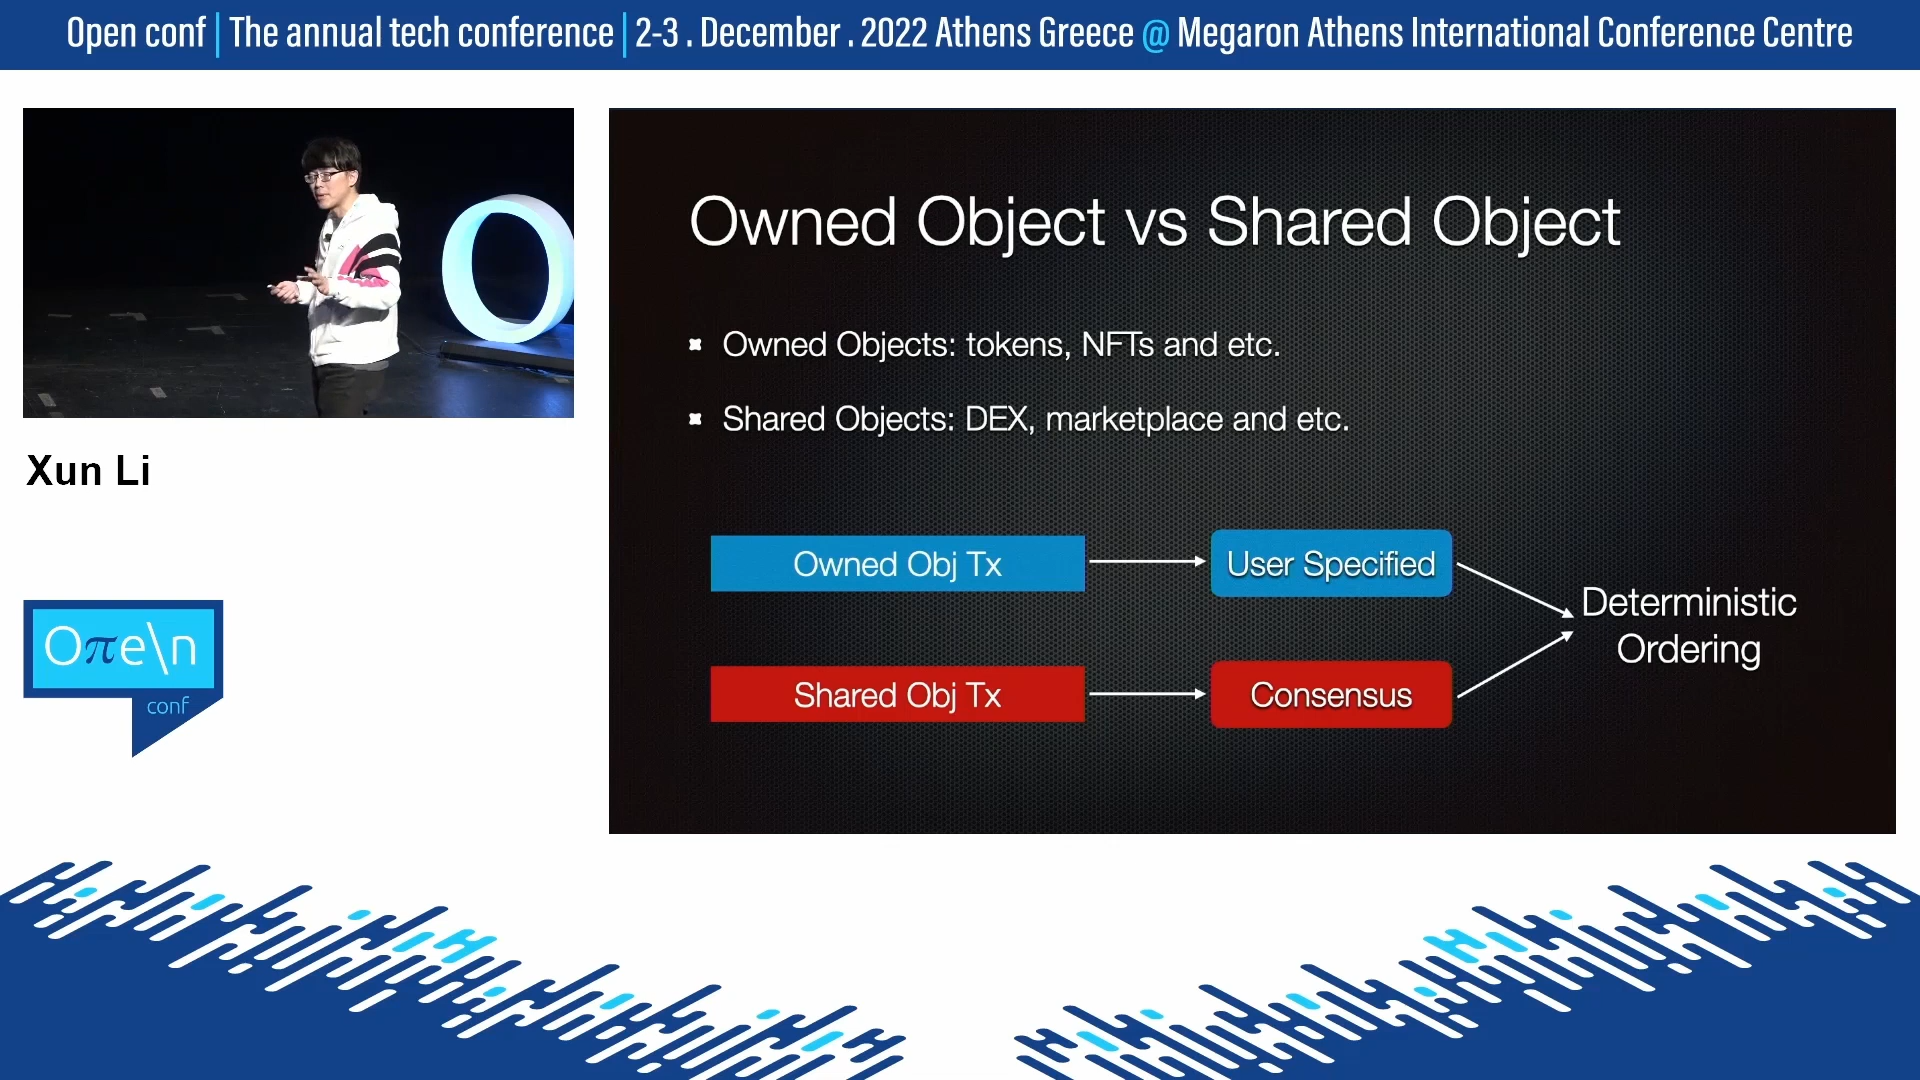 Open conf | The annual tech conference | 2-3 . December . 2022 Athens Greece @ Megaron Athens International Conference Centre
Owned Object vs Shared Object
Owned Objects: tokens, NFTs and etc.
Shared Objects: DEX, marketplace and etc.
Owned Obj Tx
User Specified
Deterministic
Ordering
Shared Obj Tx
Consensus
O
Xun Li
Oπe\n
conf